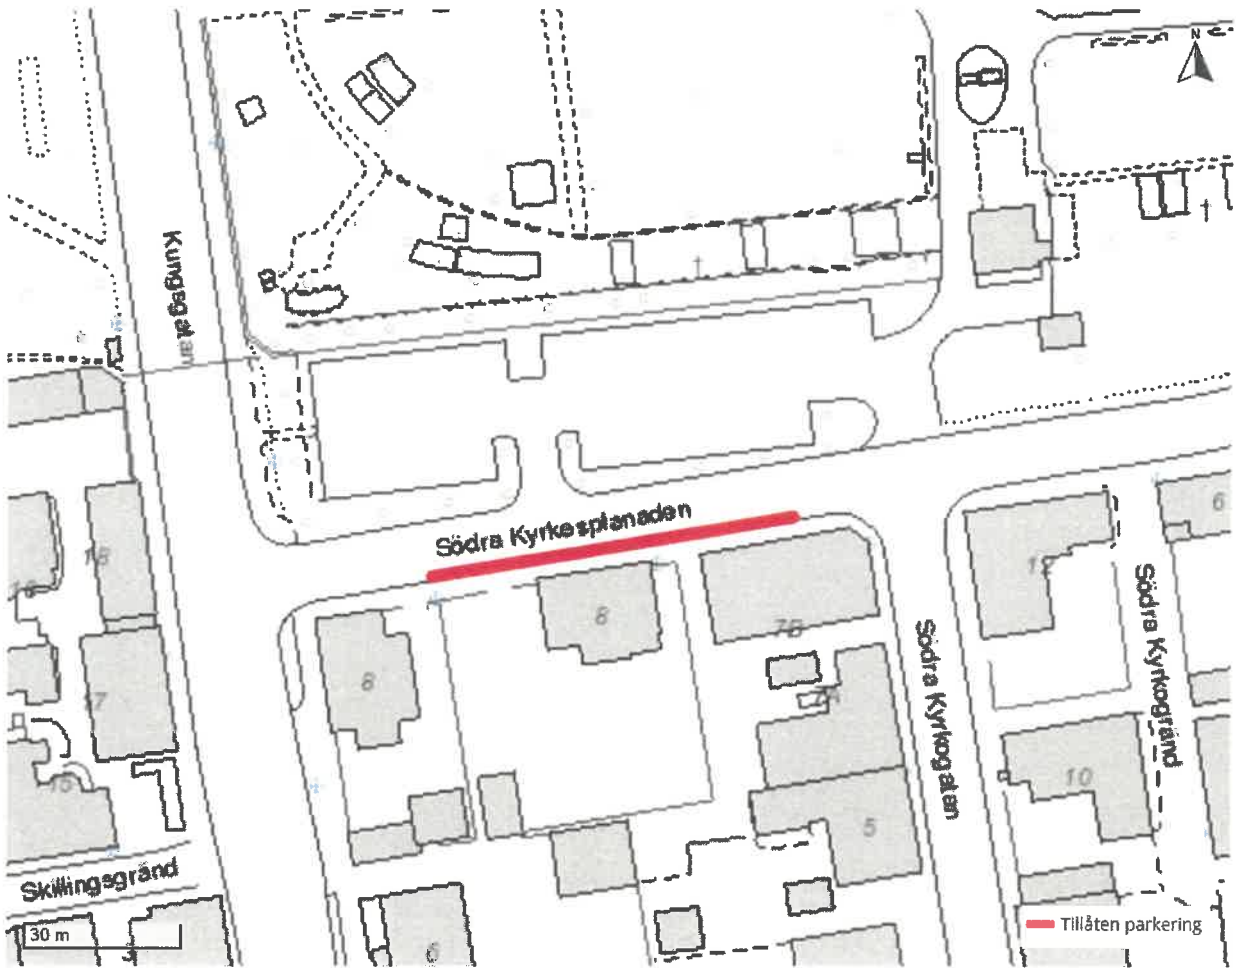 N
Kungsgatan
Södra Kyrkesplanaden
6
18
12
8
7B
Södra Kyrkogatan
Södra Kyrkogränd
8
7A
17
10
15
5
Skillingsgränd
30 m
6
Tillåten parkering